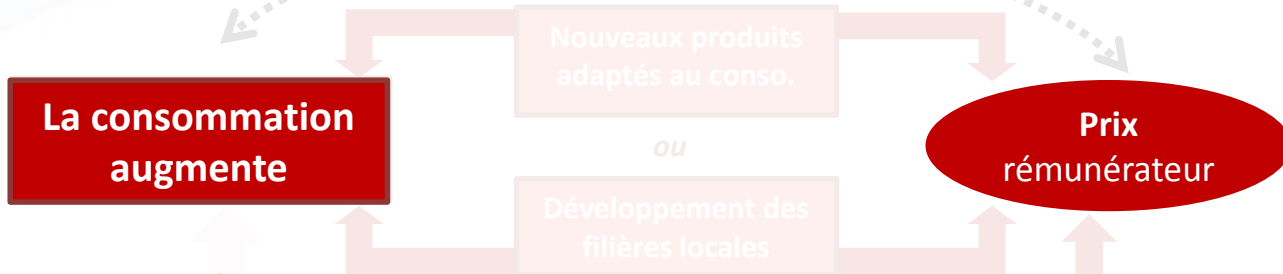 Nouveaux produits
adaptés au conso.
La consommation
augmente
Prix
rémunérateur
ou
Développement des
filières locales